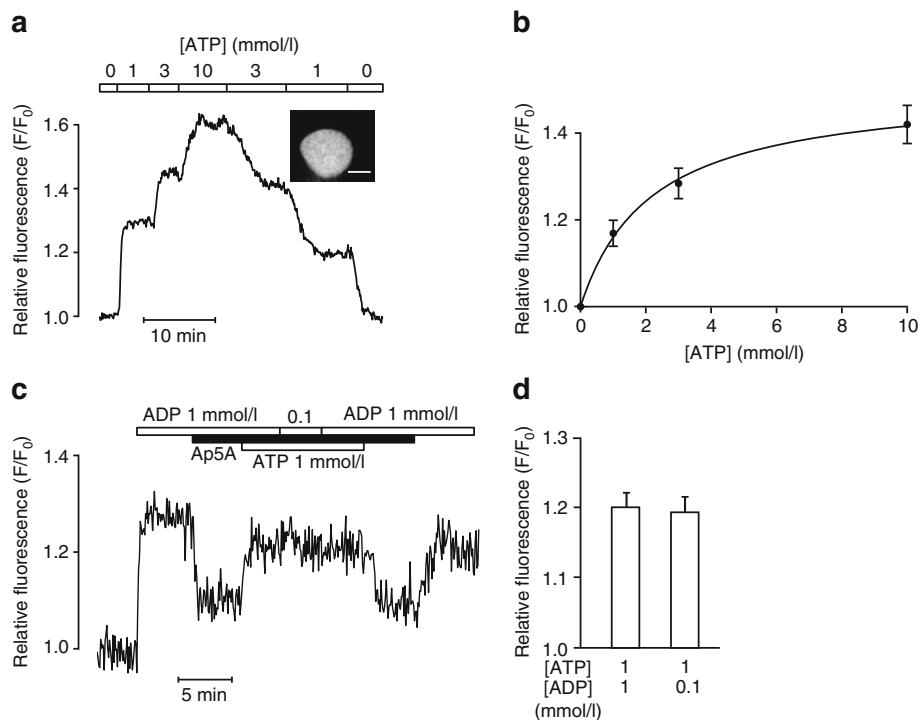 a
[ATP] (mmol/l)
0 1 3 10 3 1 0
Relative fluorescence (F/F0)
1.6
1.4
1.2
1.0
10 min
b
Relative fluorescence (F/F0)
1.4
1.2
1.0
0 2 4 6 8 10
[ATP] (mmol/l)
c
ADP 1 mmol/l 0.1 ADP 1 mmol/l
Ap5A ATP 1 mmol/l
Relative fluorescence (F/F0)
1.4
1.2
1.0
5 min
d
Relative fluorescence (F/F0)
1.3
1.2
1.1
1.0
[ATP] 1 1
[ADP] 1 0.1
(mmol/l)